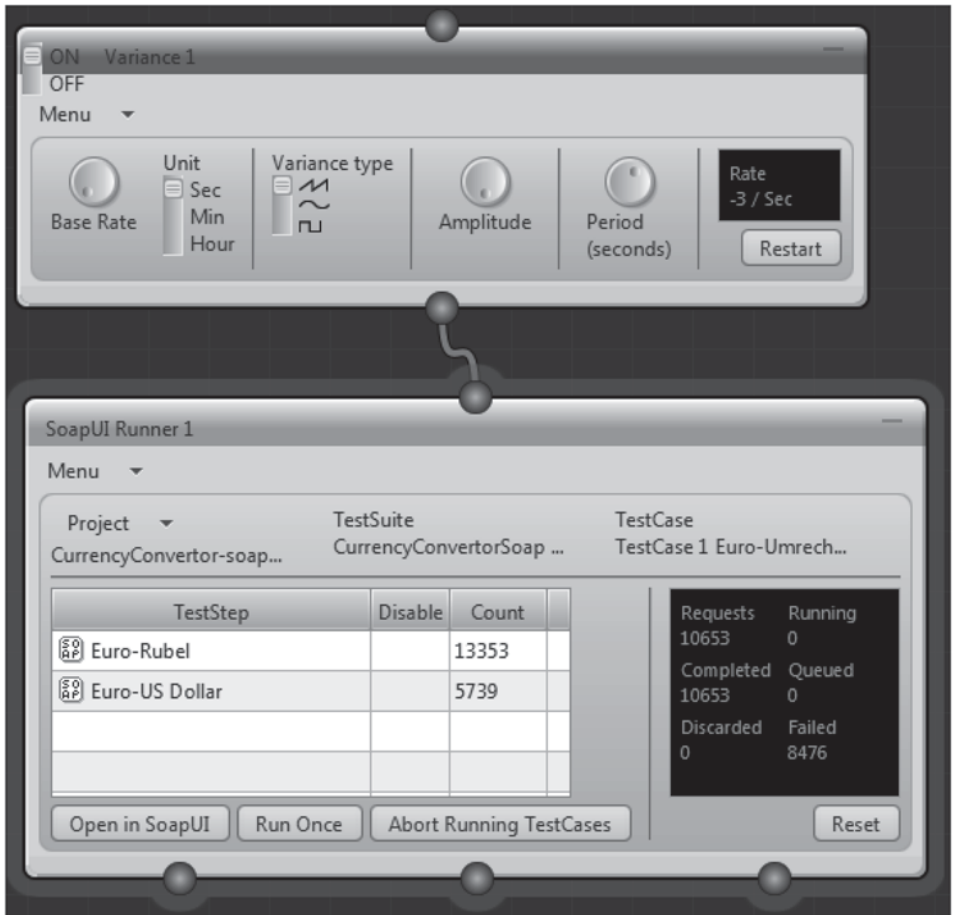 ON Variance 1
OFF
Menu
Base Rate
Unit
Sec
Min
Hour
Variance type
Amplitude
Period
(seconds)
Rate
-3 / Sec
Restart
SoapUI Runner 1
Menu
Project
CurrencyConvertor-soap...
TestSuite
CurrencyConvertorSoap ...
TestCase
TestCase 1 Euro-Umrech...
TestStep Disable Count
SOAP Euro-Rubel 13353
SOAP Euro-US Dollar 5739
Requests Running
10653 0
Completed Queued
10653 0
Discarded Failed
0 8476
Open in SoapUI Run Once Abort Running TestCases Reset